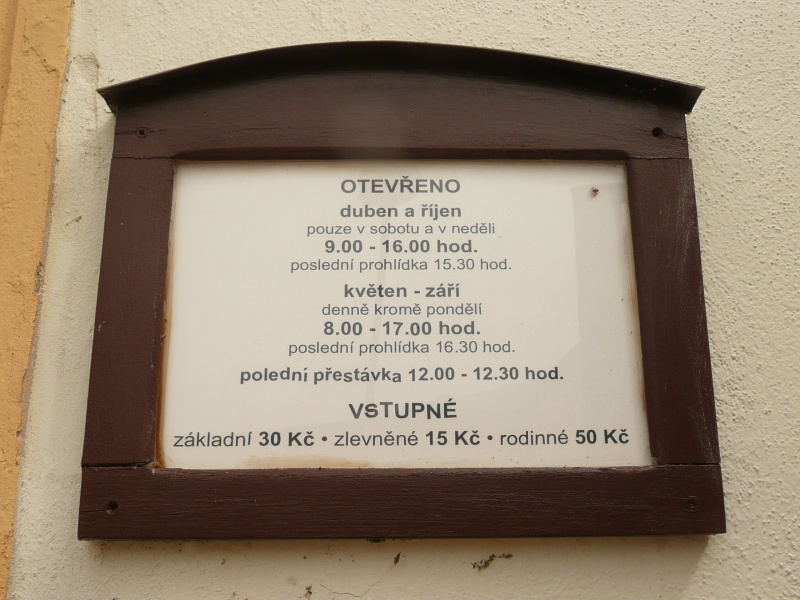 OTEVŘENO
duben a říjen
pouze v sobotu a v neděli
9.00 - 16.00 hod.
poslední prohlídka 15.30 hod.
květen - září
denně kromě pondělí
8.00 - 17.00 hod.
poslední prohlídka 16.30 hod.
polední přestávka 12.00 - 12.30 hod.
VSTUPNÉ
základní 30 Kč • zlevněné 15 Kč • rodinné 50 Kč